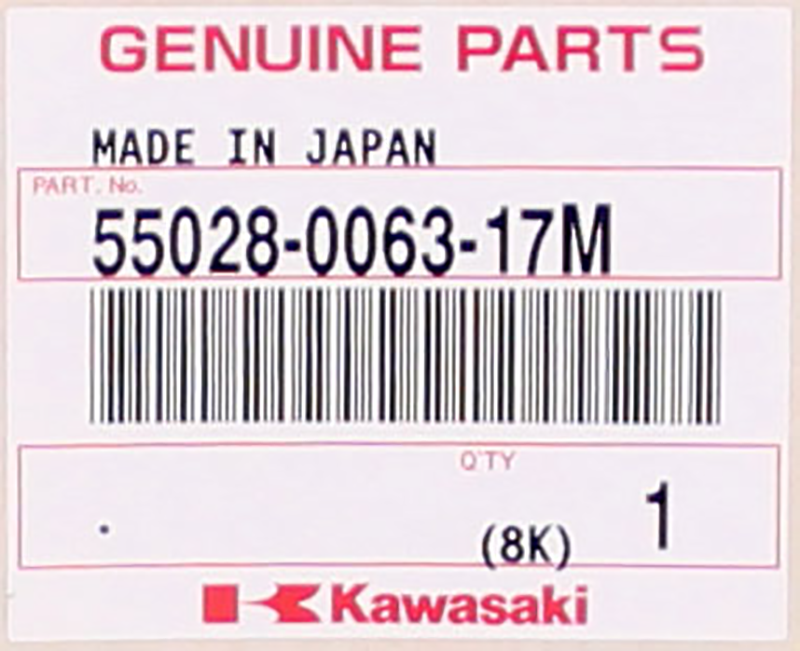 GENUINE PARTS
MADE IN JAPAN
PART. No.
55028-0063-17M
Q'TY
. (8K) 1
Kawasaki